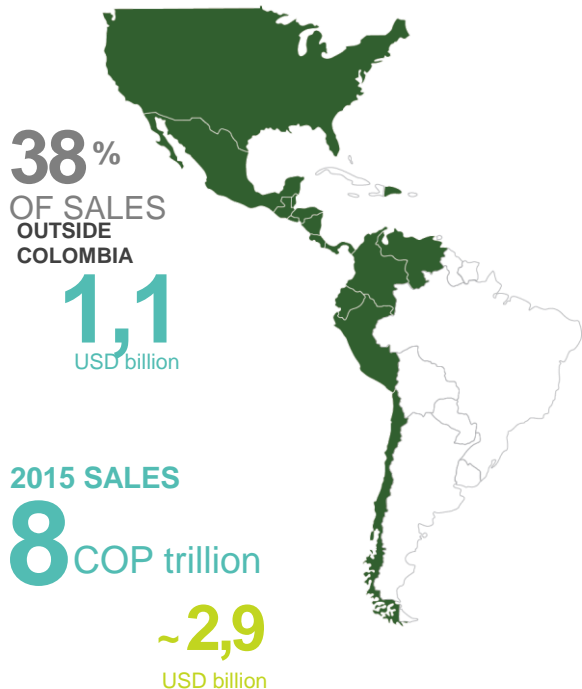 38 %
OF SALES
OUTSIDE
COLOMBIA
1,1
USD billion
2015 SALES
8 COP trillion
~ 2,9
USD billion